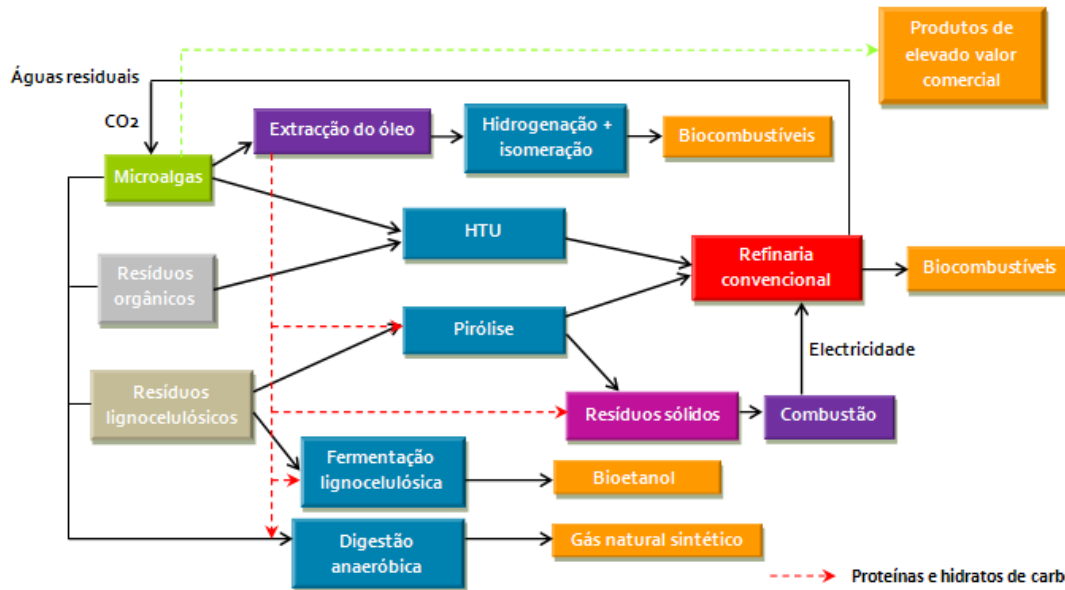 Produtos de
elevado valor
comercial
Águas residuais
CO2
Extracção do óleo
Hidrogenação +
isomeração
Biocombustíveis
Microalgas
HTU
Refinaria
convencional
Biocombustíveis
Resíduos
orgânicos
Pirólise
Electricidade
Resíduos
lignocelulósicos
Resíduos sólidos
Combustão
Fermentação
lignocelulósica
Bioetanol
Digestão
anaeróbica
Gás natural sintético
Proteínas e hidratos de carb